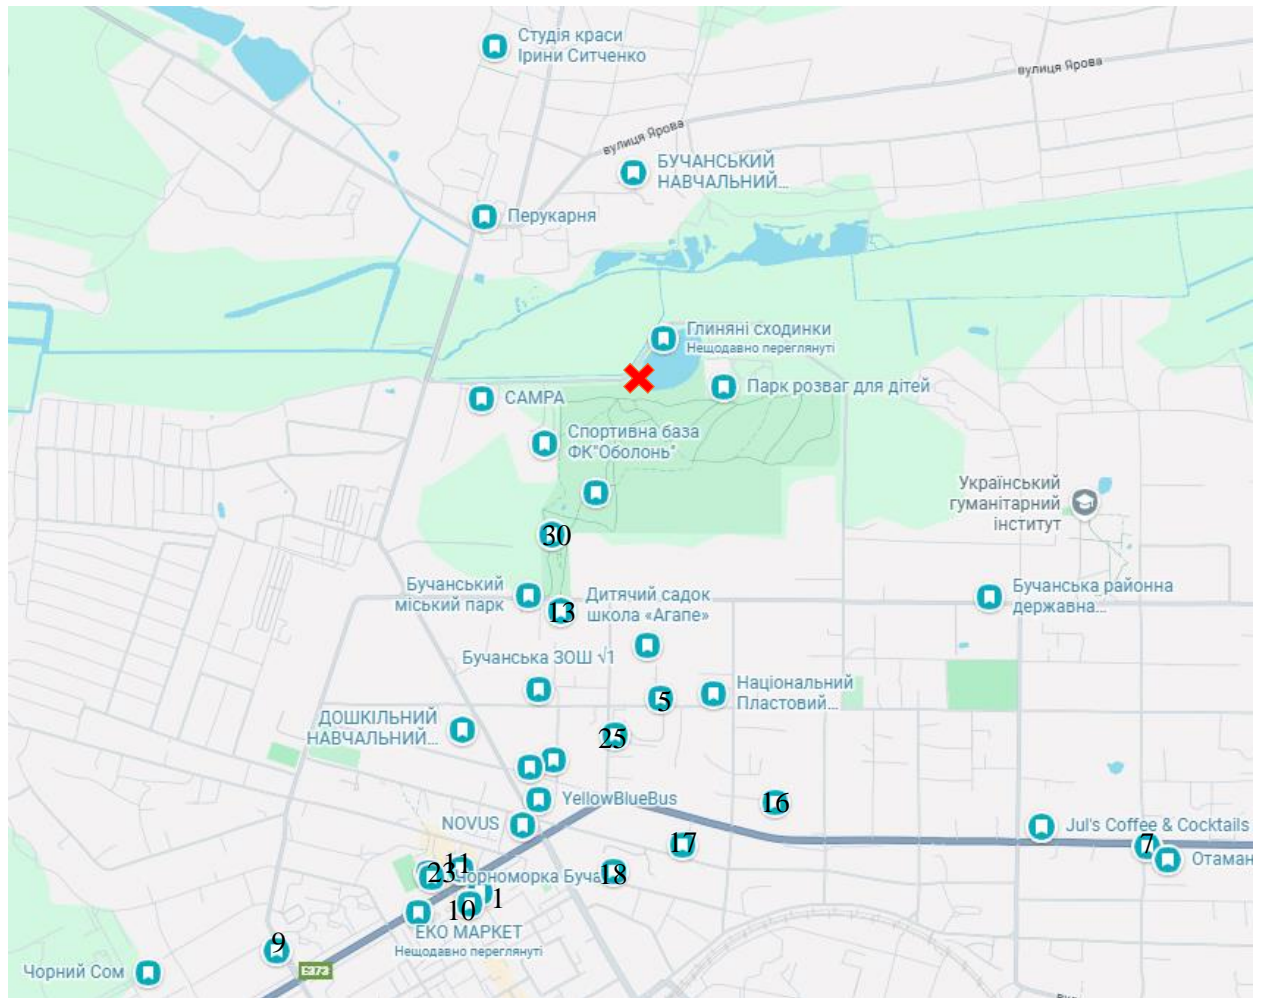 Студія краси
Ірини Ситченко
вулиця Ярова
вулиця Ярова
БУЧАНСЬКИЙ
НАВЧАЛЬНИЙ...
Перукарня
Глиняні сходинки
Нещодавно переглянуті
Парк розваг для дітей
САМРА
Спортивна база
ФК"Оболонь"
Український
гуманітарний
інститут
30
Бучанський
міський парк
13
Дитячий садок
школа «Агапе»
Бучанська районна
державна...
Бучанська ЗОШ √1
5
Національний
Пластовий...
ДОШКІЛЬНИЙ
НАВЧАЛЬНИЙ...
25
YellowBlueBus
16
NOVUS
Jul's Coffee & Cocktails
17
7
Отаман
11
23
Чорноморка Буча
18
10
1
ЕКО МАРКЕТ
Нещодавно переглянуті
9
E373
Чорний Сом